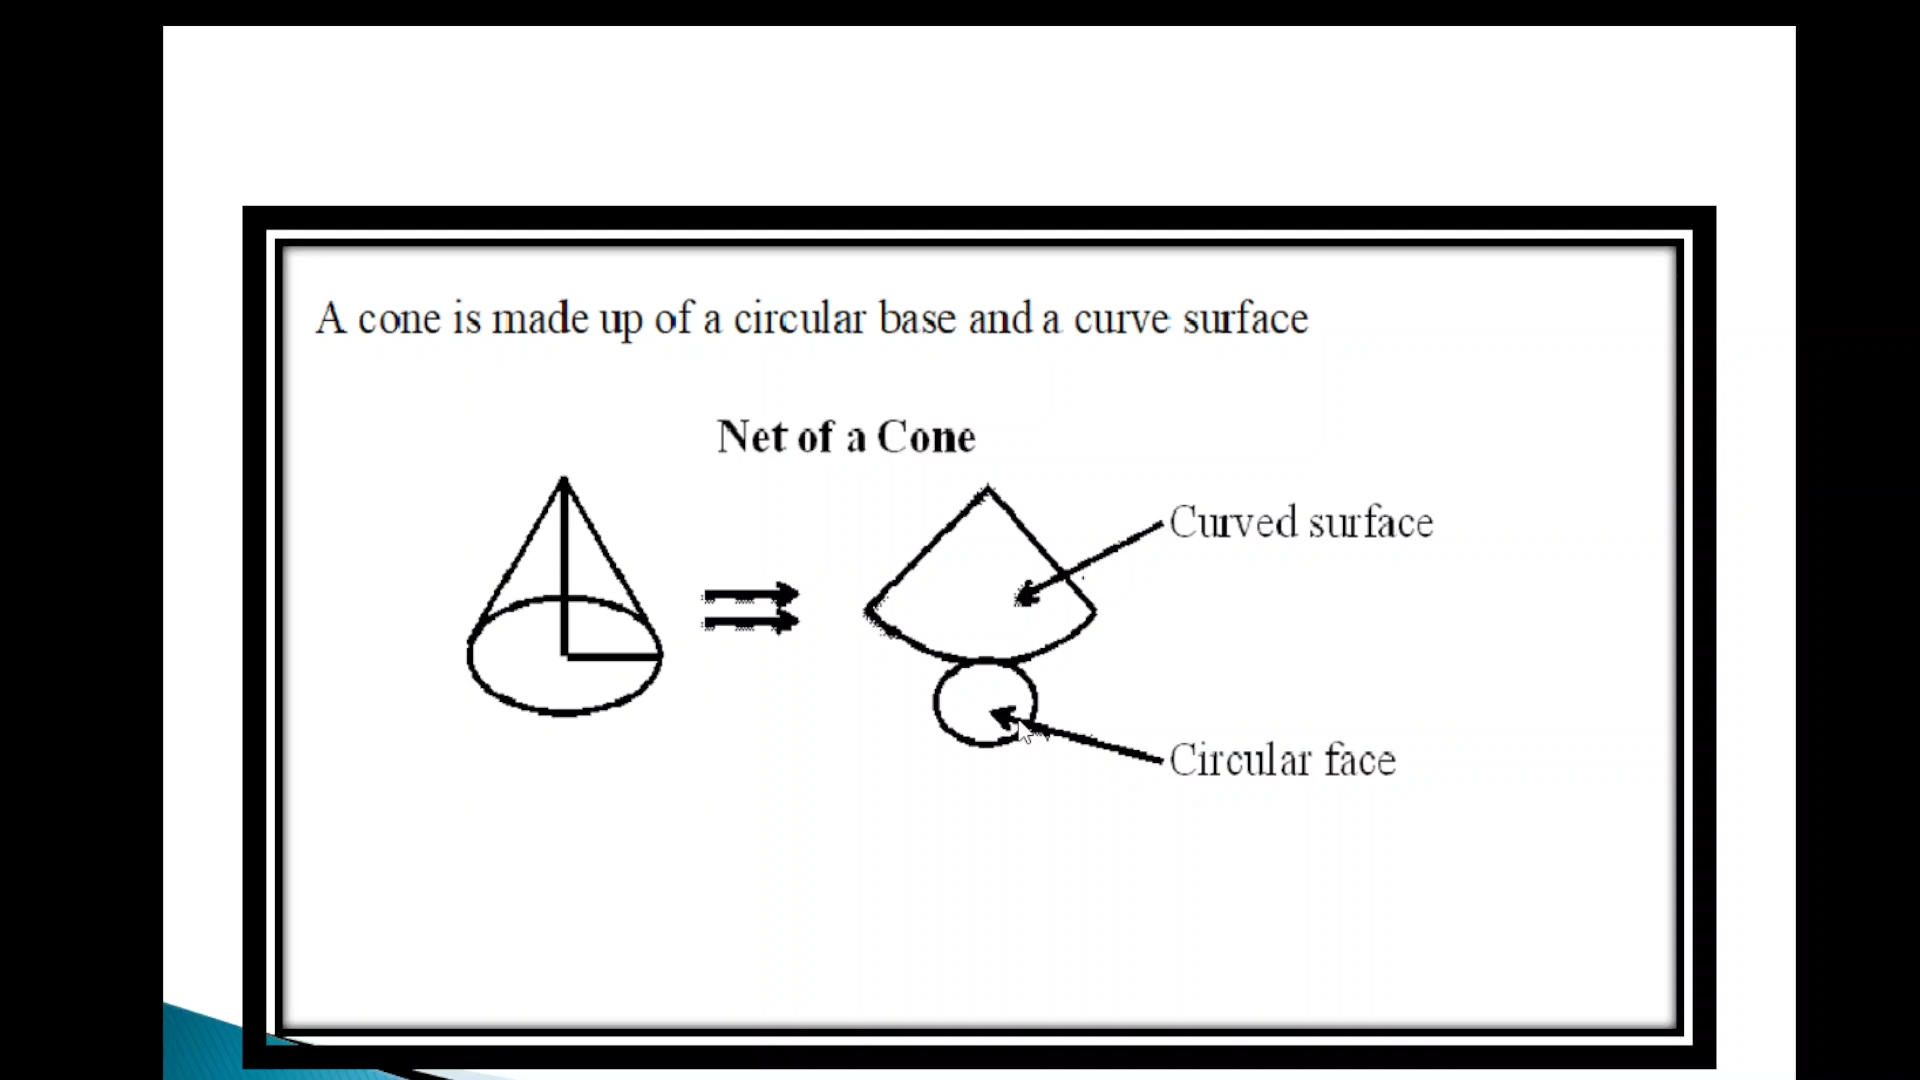 A cone is made up of a circular base and a curve surface
Net of a Cone
Curved surface
Circular face